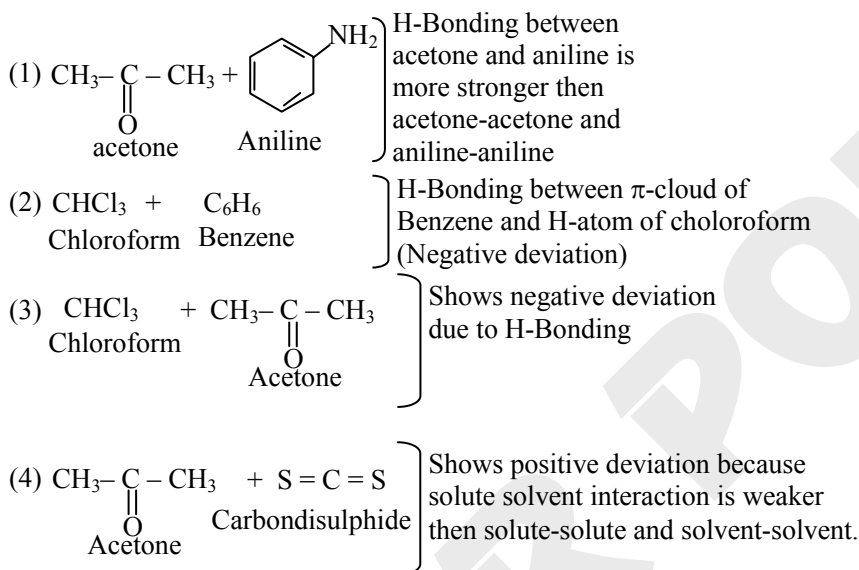 (1) CH₃– C – CH₃ + NH₂
O
acetone Aniline
H-Bonding between
acetone and aniline is
more stronger then
acetone-acetone and
aniline-aniline
(2) CHCl₃ + C₆H₆
Chloroform Benzene
H-Bonding between π-cloud of
Benzene and H-atom of choloroform
(Negative deviation)
(3) CHCl₃ + CH₃– C – CH₃
Chloroform O
Acetone
Shows negative deviation
due to H-Bonding
(4) CH₃– C – CH₃ + S = C = S
O Carbondisulphide
Acetone
Shows positive deviation because
solute solvent interaction is weaker
then solute-solute and solvent-solvent.